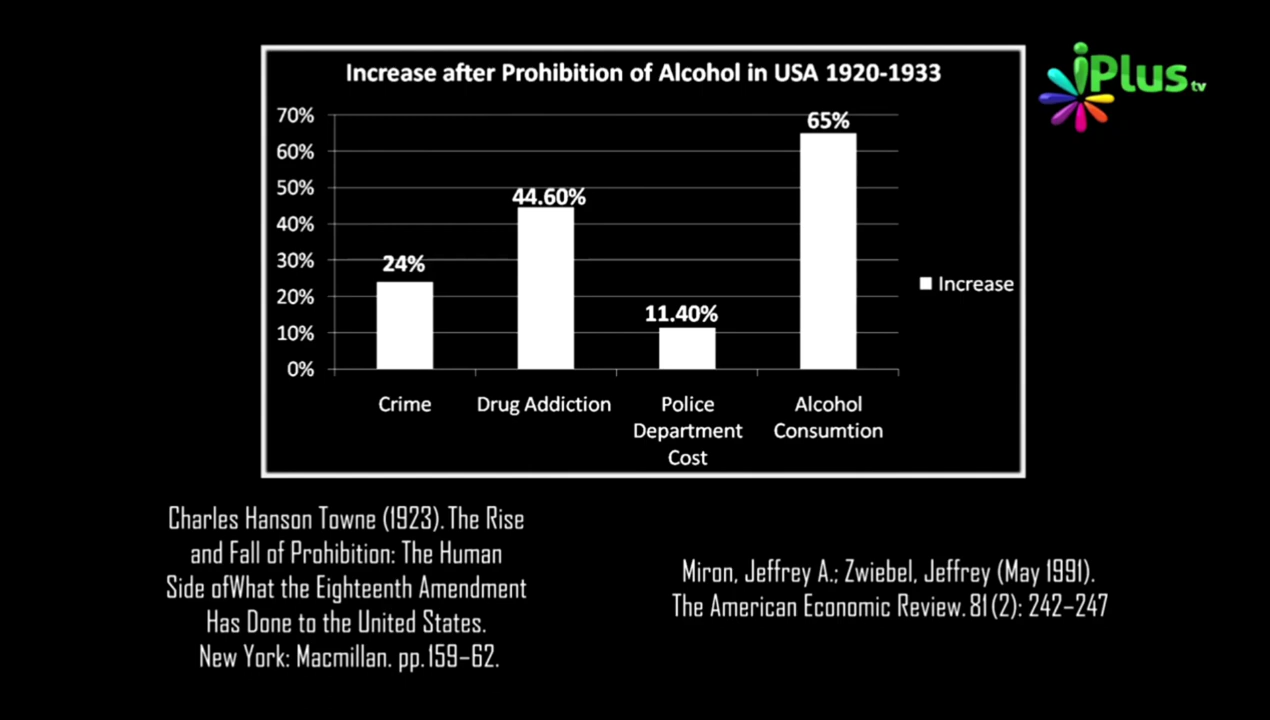 Increase after Prohibition of Alcohol in USA 1920-1933
iPlus tv
70%
60%
50%
40%
30%
20%
10%
0%
24%
44.60%
11.40%
65%
Crime
Drug Addiction
Police
Department
Cost
Alcohol
Consumtion
Increase
Charles Hanson Towne (1923). The Rise
and Fall of Prohibition: The Human
Side ofWhat the Eighteenth Amendment
Has Done to the United States.
New York: Macmillan. pp. 159–62.
Miron, Jeffrey A.; Zwiebel, Jeffrey (May 1991).
The American Economic Review. 81 (2): 242–247